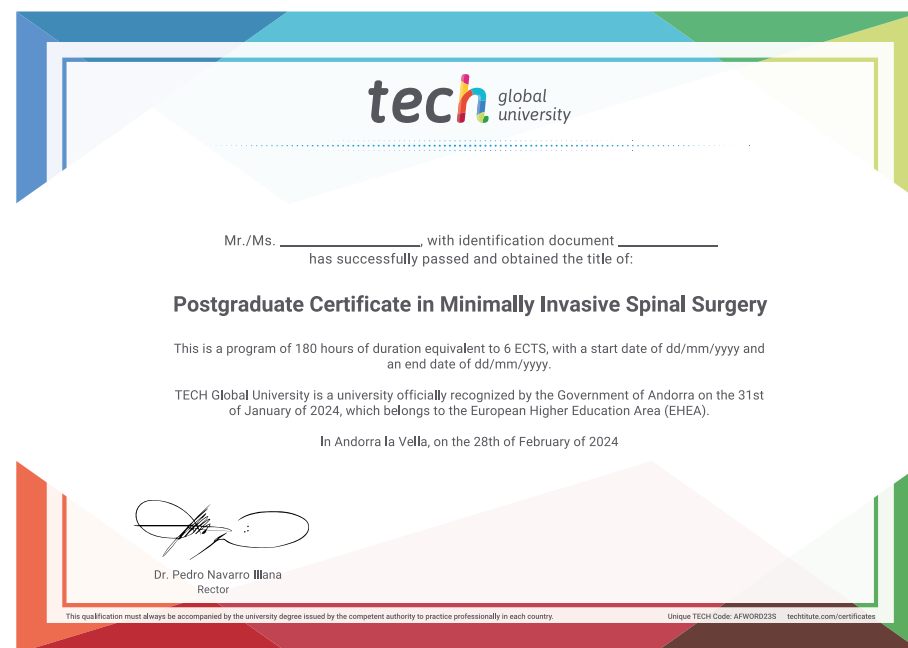 tech global
university
Mr./Ms. ____________________, with identification document ______________
has successfully passed and obtained the title of:
Postgraduate Certificate in Minimally Invasive Spinal Surgery
This is a program of 180 hours of duration equivalent to 6 ECTS, with a start date of dd/mm/yyyy and
an end date of dd/mm/yyyy.
TECH Global University is a university officially recognized by the Government of Andorra on the 31st
of January of 2024, which belongs to the European Higher Education Area (EHEA).
In Andorra la Vella, on the 28th of February of 2024
Dr. Pedro Navarro Illana
Rector
This qualification must always be accompanied by the university degree issued by the competent authority to practice professionally in each country. Unique TECH Code: AFWORD23S techtitute.com/certificates